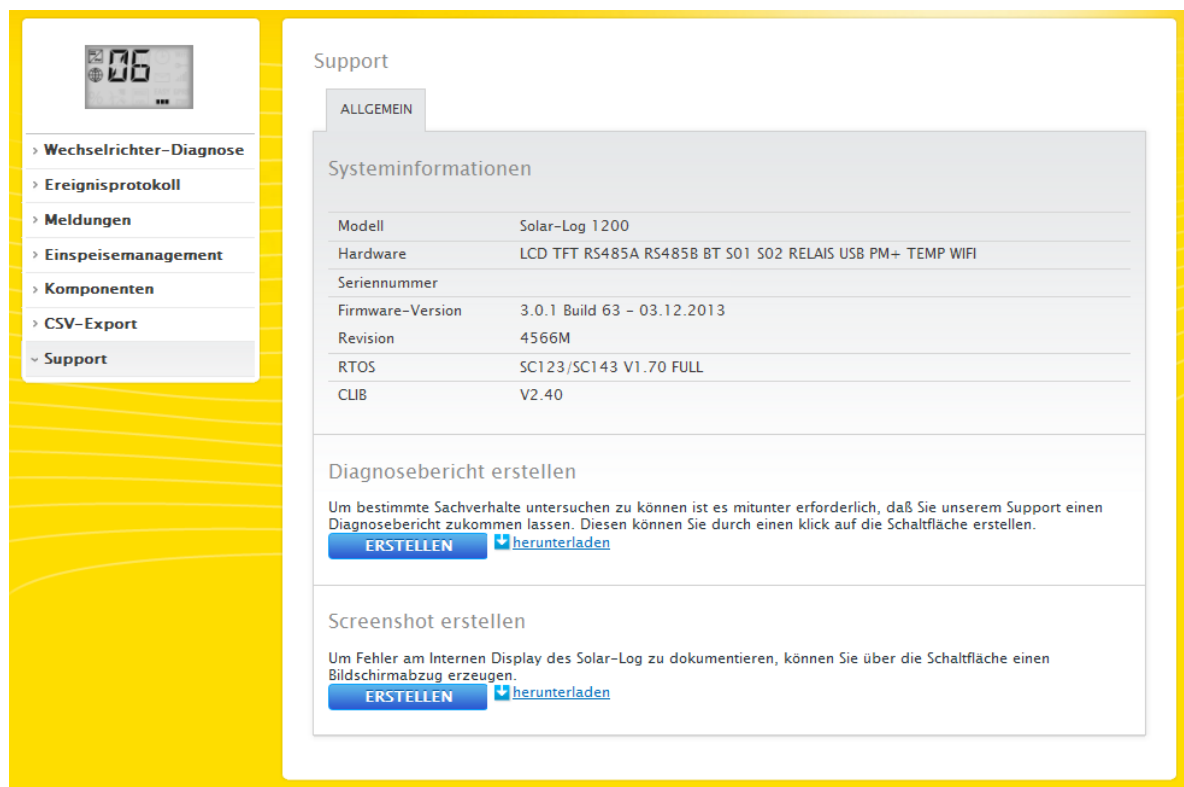 06
Wechselrichter-Diagnose
Ereignisprotokoll
Meldungen
Einspeisemanagement
Komponenten
CSV-Export
Support
Support
ALLGEMEIN
Systeminformationen
Modell Solar-Log 1200
Hardware LCD TFT RS485A RS485B BT S01 S02 RELAIS USB PM+ TEMP WIFI
Seriennummer
Firmware-Version 3.0.1 Build 63 - 03.12.2013
Revision 4566M
RTOS SC123/SC143 V1.70 FULL
CLIB V2.40
Diagnosebericht erstellen
Um bestimmte Sachverhalte untersuchen zu können ist es mitunter erforderlich, daß Sie unserem Support einen
Diagnosebericht zukommen lassen. Diesen können Sie durch einen klick auf die Schaltfläche erstellen.
ERSTELLEN herunterladen
Screenshot erstellen
Um Fehler am Internen Display des Solar-Log zu dokumentieren, können Sie über die Schaltfläche einen
Bildschirmabzug erzeugen.
ERSTELLEN herunterladen